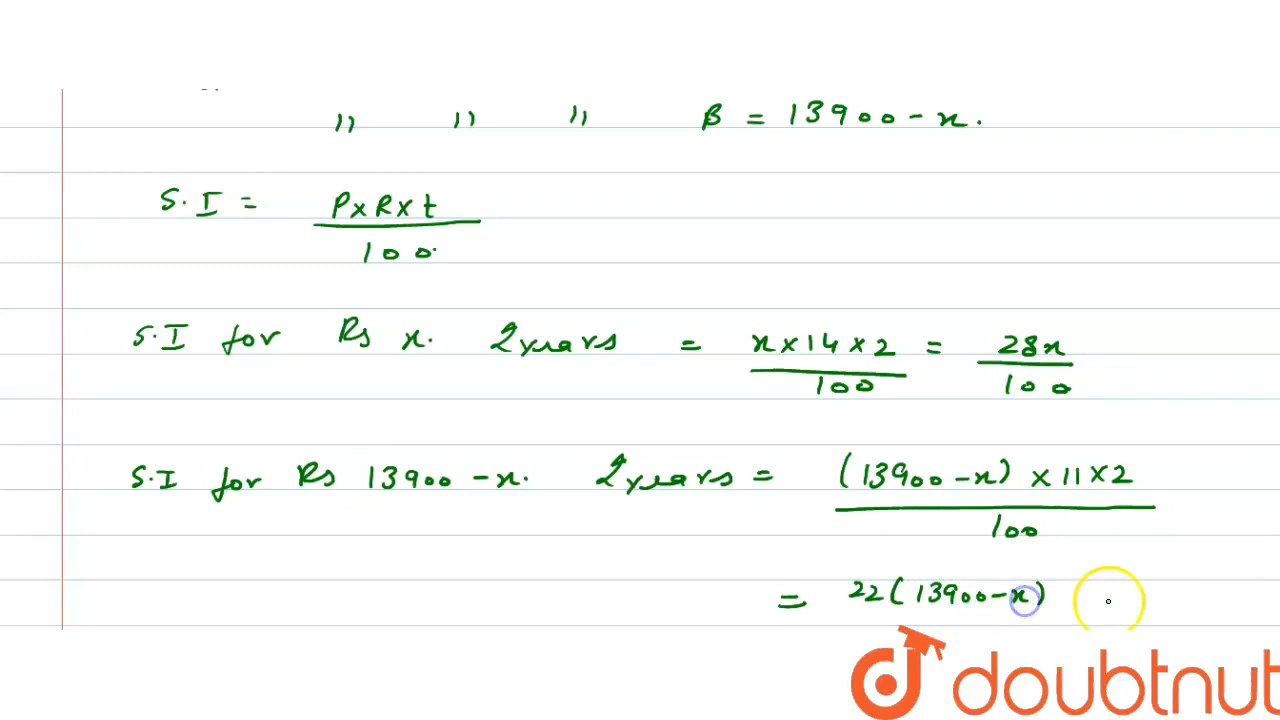 " " " B = 13900 - x.
S.I = P x R x t
100.
S.I for Rs x. 2 years = x x 14 x 2 = 28x
100 100
S.I for Rs 13900 - x. 2 years = (13900 - x) x 11 x 2
100
= 22 (13900 - x)
doubtnut